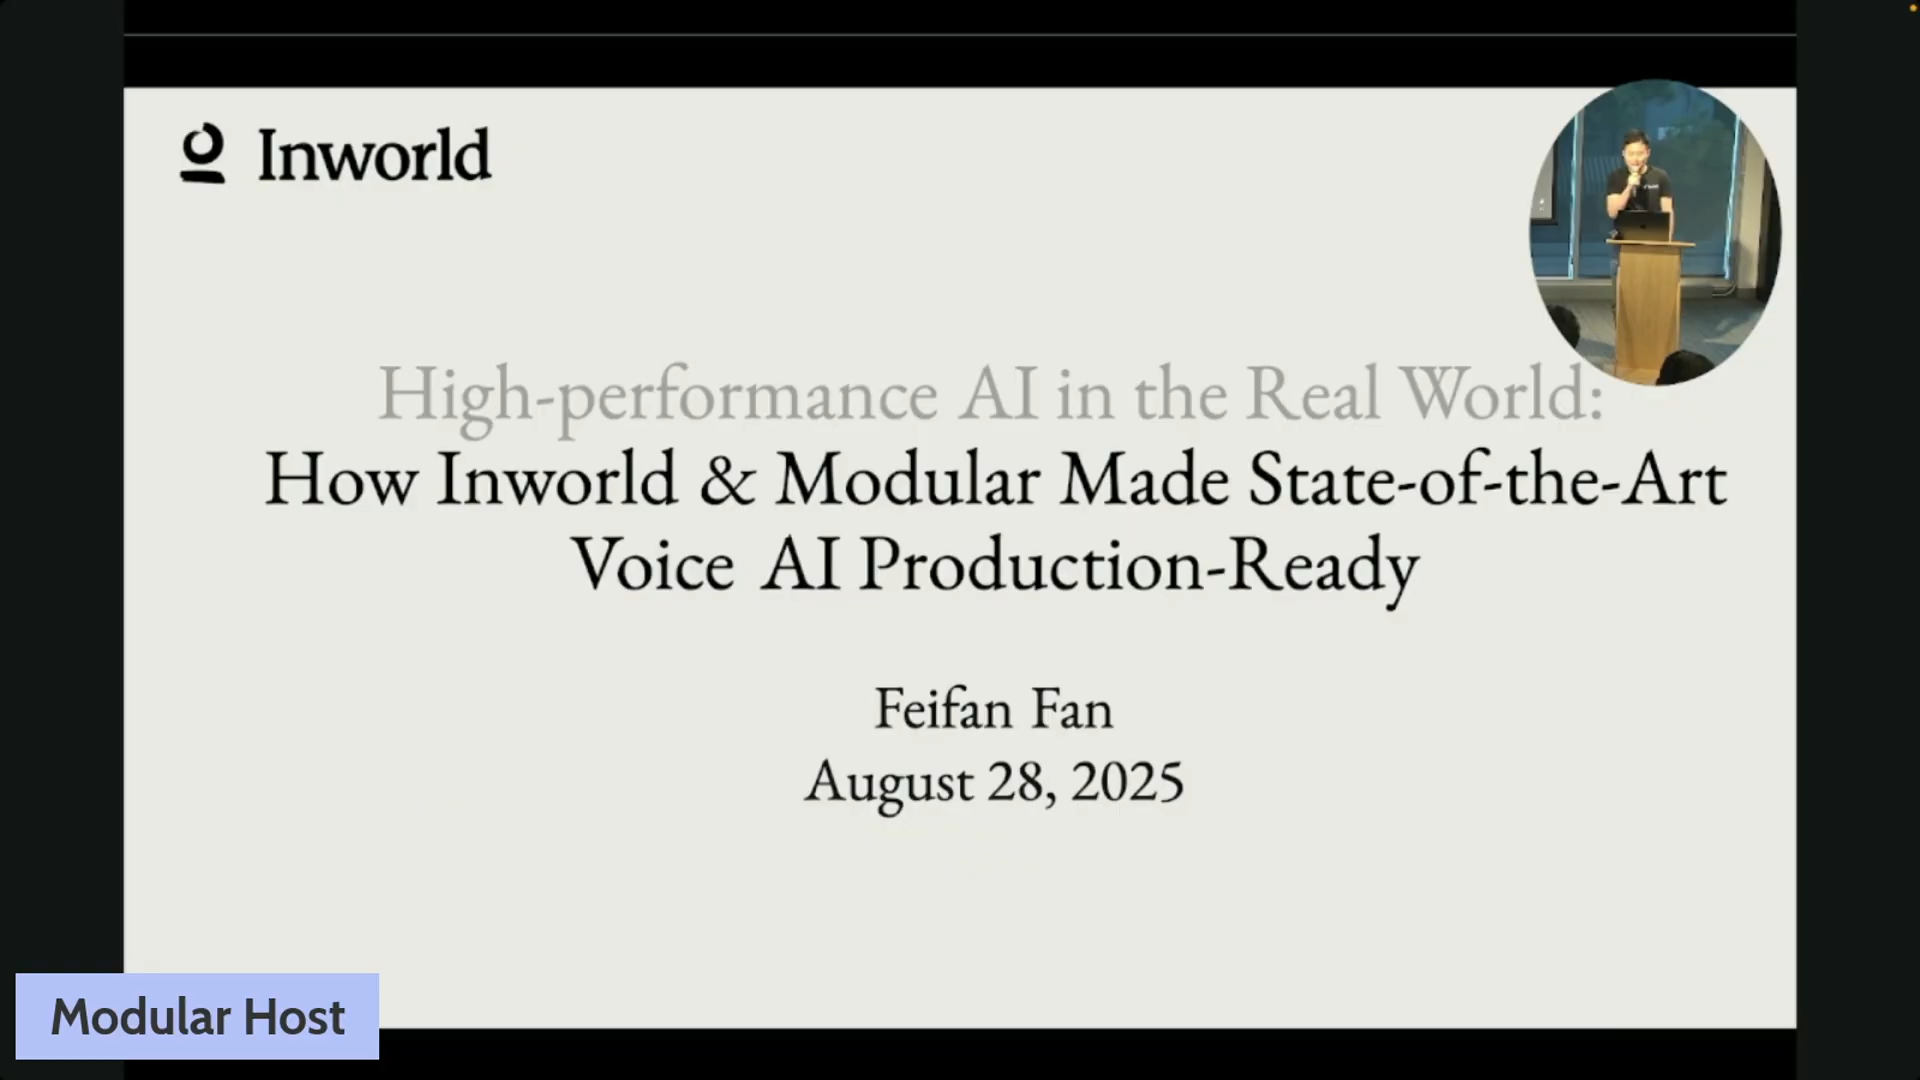 Inworld
High-performance AI in the Real World:
How Inworld & Modular Made State-of-the-Art
Voice AI Production-Ready
Feifan Fan
August 28, 2025
Modular Host